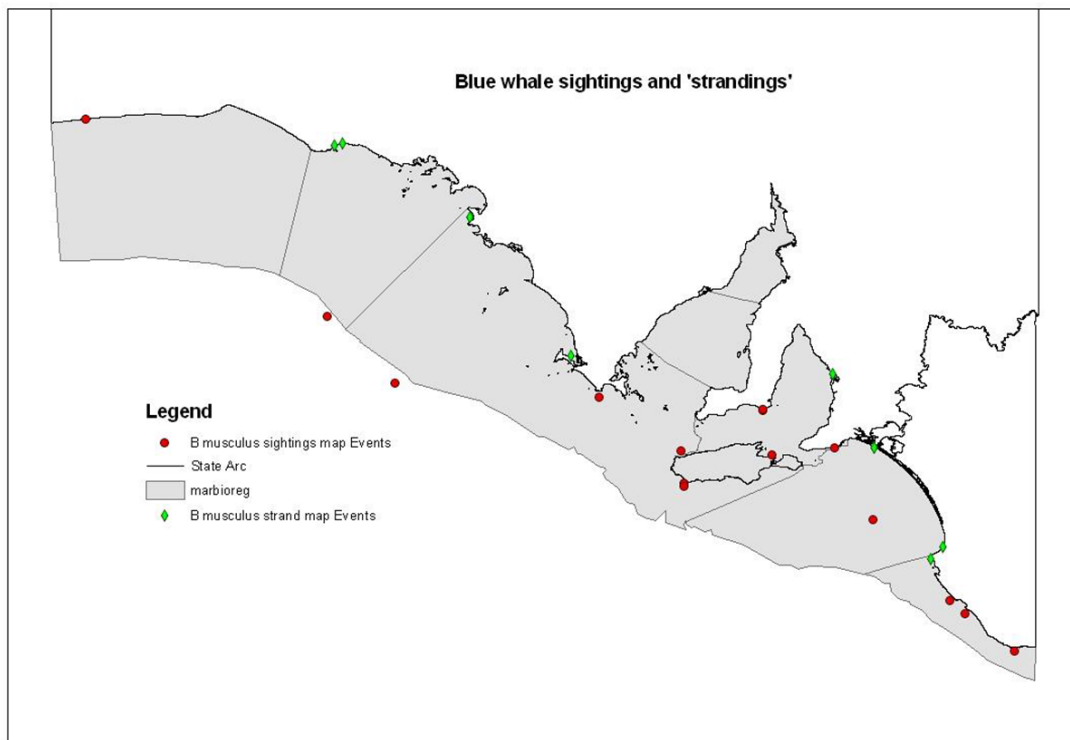 Blue whale sightings and 'strandings'
Legend
B musculus sightings map Events
State Arc
marbioreg
B musculus strand map Events